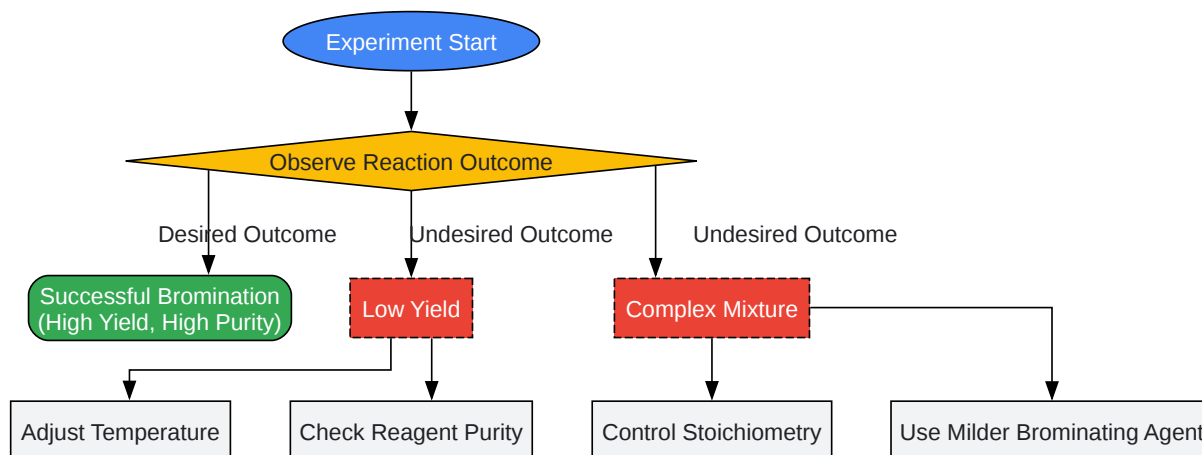 Experiment Start
Observe Reaction Outcome
Desired Outcome
Undesired Outcome
Undesired Outcome
Successful Bromination
(High Yield, High Purity)
Low Yield
Complex Mixture
Adjust Temperature
Check Reagent Purity
Control Stoichiometry
Use Milder Brominating Agent